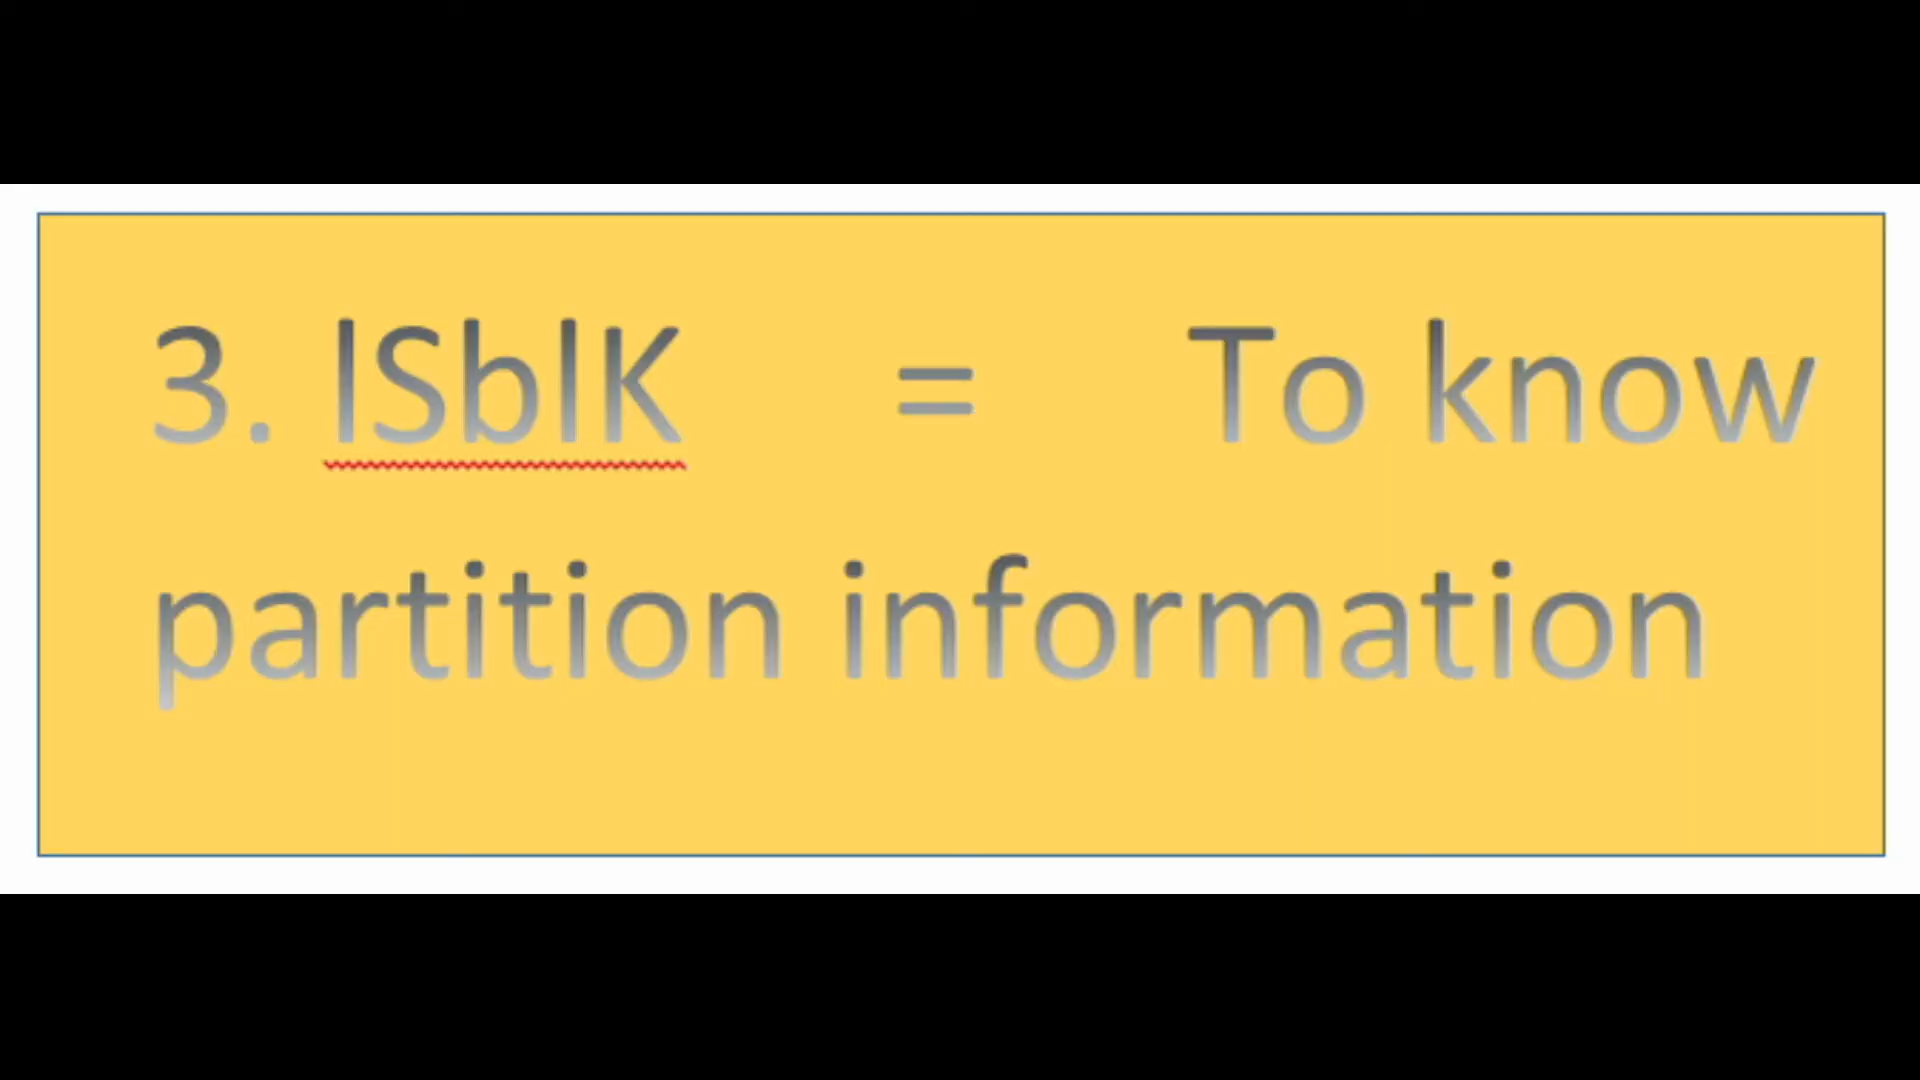 3. lSblK = To know
partition information